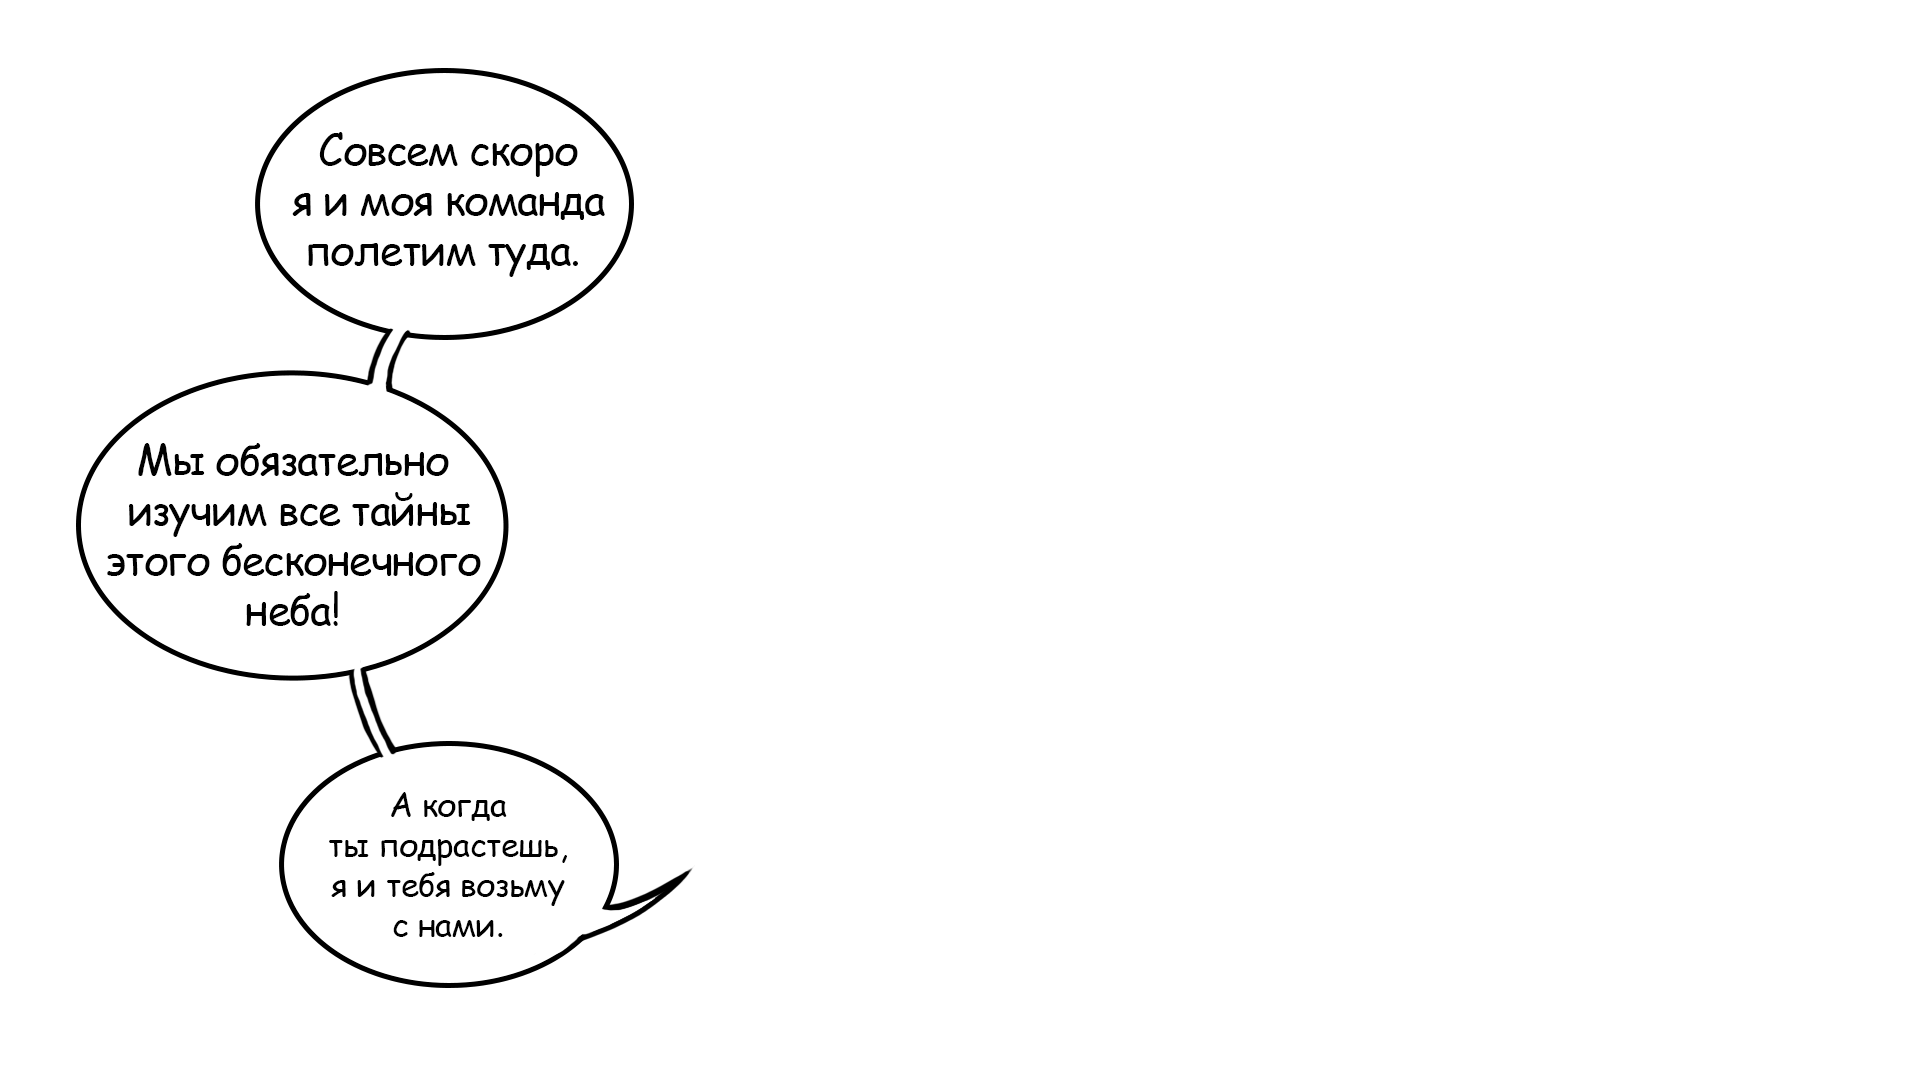 Совсем скоро
я и моя команда
полетим туда.
Мы обязательно
изучим все тайны
этого бесконечного
неба!
А когда
ты подрастешь,
я и тебя возьму
с нами.